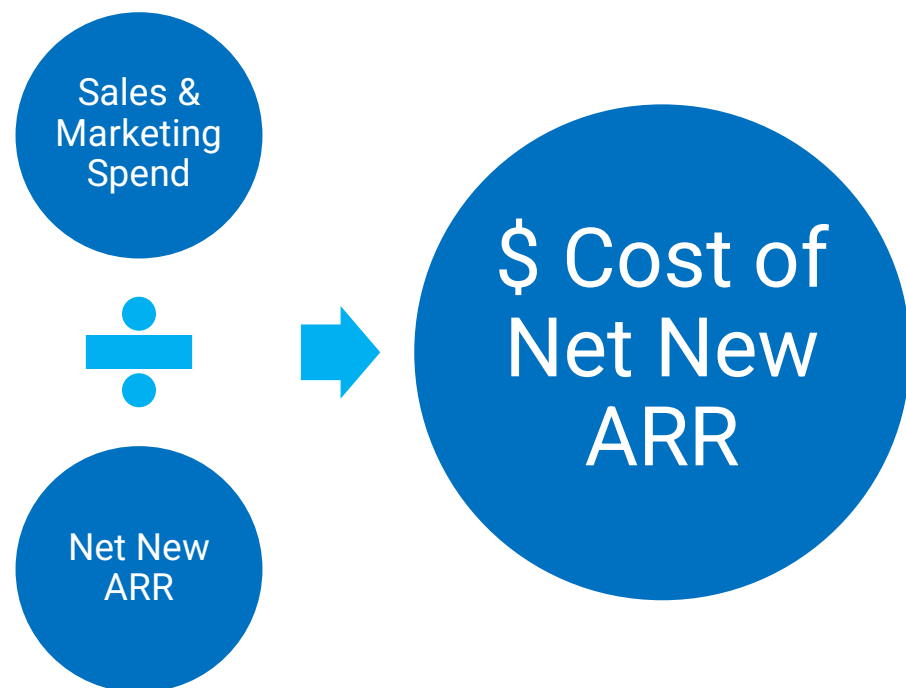 Sales &
Marketing
Spend
Net New
ARR
$ Cost of
Net New
ARR